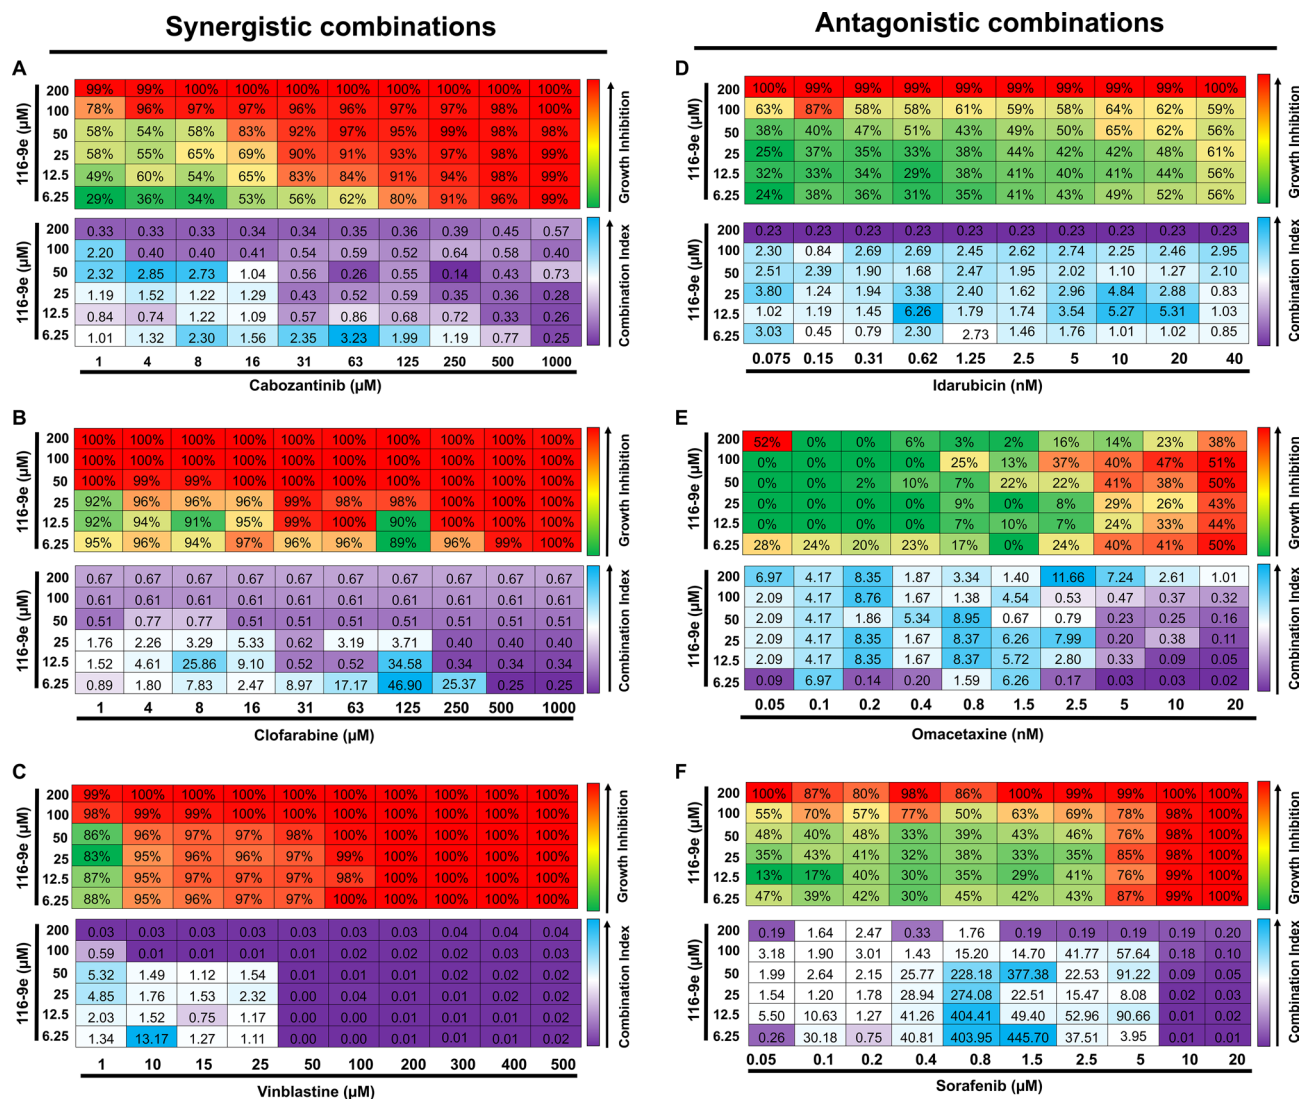 Synergistic combinations
Antagonistic combinations
A
116-9e (µM)
200 99% 99% 100% 100% 100% 100% 100% 100% 100% 100%
100 78% 96% 97% 97% 96% 96% 97% 97% 98% 100%
50 58% 54% 58% 83% 92% 97% 95% 99% 98% 98%
25 58% 55% 65% 69% 90% 91% 93% 97% 98% 99%
12.5 49% 60% 54% 65% 83% 84% 91% 94% 98% 99%
6.25 29% 36% 34% 53% 56% 62% 80% 91% 96% 99%
Growth Inhibition
116-9e (µM)
200 0.33 0.33 0.33 0.34 0.34 0.35 0.36 0.39 0.45 0.57
100 2.20 0.40 0.40 0.41 0.54 0.59 0.52 0.64 0.58 0.40
50 2.32 2.85 2.73 1.04 0.56 0.26 0.55 0.14 0.43 0.73
25 1.19 1.52 1.22 1.29 0.43 0.52 0.59 0.35 0.36 0.28
12.5 0.84 0.74 1.22 1.09 0.57 0.86 0.68 0.72 0.33 0.26
6.25 1.01 1.32 2.30 1.56 2.35 3.23 1.99 1.19 0.77 0.25
Combination Index
1 4 8 16 31 63 125 250 500 1000
Cabozantinib (µM)
D
116-9e (µM)
200 100% 99% 99% 99% 99% 99% 99% 99% 99% 100%
100 63% 87% 58% 58% 61% 59% 58% 64% 62% 59%
50 38% 40% 47% 51% 43% 49% 50% 65% 62% 56%
25 25% 37% 35% 33% 38% 44% 42% 42% 48% 61%
12.5 32% 33% 34% 29% 38% 41% 40% 41% 44% 56%
6.25 24% 38% 36% 31% 35% 41% 43% 49% 52% 56%
Growth Inhibition
116-9e (µM)
200 0.23 0.23 0.23 0.23 0.23 0.23 0.23 0.23 0.23 0.23
100 2.30 0.84 2.69 2.69 2.45 2.62 2.74 2.25 2.46 2.95
50 2.51 2.39 1.90 1.68 2.47 1.95 2.02 1.10 1.27 2.10
25 3.80 1.24 1.94 3.38 2.40 1.62 2.96 4.84 2.88 0.83
12.5 1.02 1.19 1.45 6.26 1.79 1.74 3.54 5.27 5.31 1.03
6.25 3.03 0.45 0.79 2.30 2.73 1.46 1.76 1.01 1.02 0.85
Combination Index
0.075 0.15 0.31 0.62 1.25 2.5 5 10 20 40
Idarubicin (nM)
B
116-9e (µM)
200 100% 100% 100% 100% 100% 100% 100% 100% 100% 100%
100 100% 100% 100% 100% 100% 100% 100% 100% 100% 100%
50 100% 99% 99% 100% 100% 100% 100% 100% 100% 100%
25 92% 96% 96% 96% 99% 98% 98% 100% 100% 100%
12.5 92% 94% 91% 95% 99% 100% 90% 100% 100% 100%
6.25 95% 96% 94% 97% 96% 96% 89% 96% 99% 100%
Growth Inhibition
116-9e (µM)
200 0.67 0.67 0.67 0.67 0.67 0.67 0.67 0.67 0.67 0.67
100 0.61 0.61 0.61 0.61 0.61 0.61 0.61 0.61 0.61 0.61
50 0.51 0.77 0.77 0.51 0.51 0.51 0.51 0.51 0.51 0.51
25 1.76 2.26 3.29 5.33 0.62 3.19 3.71 0.40 0.40 0.40
12.5 1.52 4.61 25.86 9.10 0.52 0.52 34.58 0.34 0.34 0.34
6.25 0.89 1.80 7.83 2.47 8.97 17.17 46.90 25.37 0.25 0.25
Combination Index
1 4 8 16 31 63 125 250 500 1000
Clofarabine (µM)
E
116-9e (µM)
200 52% 0% 0% 6% 3% 2% 16% 14% 23% 38%
100 0% 0% 0% 0% 25% 13% 37% 40% 47% 51%
50 0% 0% 2% 10% 8% 22% 22% 41% 38% 50%
25 0% 0% 0% 0% 9% 0% 8% 29% 26% 43%
12.5 0% 0% 0% 0% 7% 10% 7% 24% 33% 44%
6.25 28% 24% 20% 23% 17% 0% 24% 40% 41% 50%
Growth Inhibition
116-9e (µM)
200 6.97 4.17 8.35 1.87 3.34 1.40 11.66 7.24 2.61 1.01
100 2.09 4.17 8.76 1.67 1.38 4.54 0.53 0.47 0.37 0.32
50 2.09 4.17 1.86 5.34 8.95 0.67 0.79 0.23 0.25 0.16
25 2.09 4.17 8.35 1.67 8.37 6.26 7.99 0.20 0.38 0.11
12.5 2.09 4.17 8.35 1.67 8.37 5.72 2.80 0.33 0.09 0.05
6.25 0.09 6.97 0.14 0.20 1.59 6.26 0.17 0.03 0.03 0.02
Combination Index
0.05 0.1 0.2 0.4 0.8 1.5 2.5 5 10 20
Omacetaxine (nM)
C
116-9e (µM)
200 99% 100% 100% 100% 100% 100% 100% 100% 100% 100%
100 98% 99% 99% 100% 100% 100% 100% 100% 100% 100%
50 86% 96% 97% 97% 98% 100% 100% 100% 100% 100%
25 83% 95% 96% 96% 97% 99% 100% 100% 100% 100%
12.5 87% 95% 97% 97% 97% 98% 100% 100% 100% 100%
6.25 88% 95% 96% 97% 97% 100% 100% 100% 100% 100%
Growth Inhibition
116-9e (µM)
200 0.03 0.03 0.03 0.03 0.03 0.03 0.03 0.03 0.04 0.04
100 0.59 0.01 0.01 0.01 0.01 0.01 0.02 0.02 0.03 0.03
50 5.32 1.49 1.12 1.54 0.01 0.00 0.01 0.01 0.02 0.02
25 4.85 1.76 1.53 2.32 0.00 0.04 0.01 0.01 0.02 0.02
12.5 2.03 1.52 0.75 1.17 0.00 0.01 0.01 0.01 0.01 0.02
6.25 1.34 13.17 1.27 1.11 0.00 0.00 0.00 0.01 0.01 0.02
Combination Index
1 10 15 25 50 100 200 300 400 500
Vinblastine (µM)
F
116-9e (µM)
200 100% 87% 80% 98% 86% 100% 99% 99% 100% 100%
100 55% 70% 57% 77% 50% 63% 69% 78% 98% 100%
50 48% 40% 48% 33% 39% 43% 46% 76% 98% 100%
25 35% 43% 41% 32% 38% 33% 35% 85% 98% 100%
12.5 13% 17% 40% 30% 35% 29% 41% 76% 99% 100%
6.25 47% 39% 42% 30% 45% 42% 43% 87% 99% 100%
Growth Inhibition
116-9e (µM)
200 0.19 1.64 2.47 0.33 1.76 0.19 0.19 0.19 0.19 0.20
100 3.18 1.90 3.01 1.43 15.20 14.70 41.77 57.64 0.18 0.10
50 1.99 2.64 2.15 25.77 228.18 377.38 22.53 91.22 0.09 0.05
25 1.54 1.20 1.78 28.94 274.08 22.51 15.47 8.08 0.02 0.03
12.5 5.50 10.63 1.27 41.26 404.41 49.40 52.96 90.66 0.01 0.02
6.25 0.26 30.18 0.75 40.81 403.95 445.70 37.51 3.95 0.01 0.01
Combination Index
0.05 0.1 0.2 0.4 0.8 1.5 2.5 5 10 20
Sorafenib (µM)